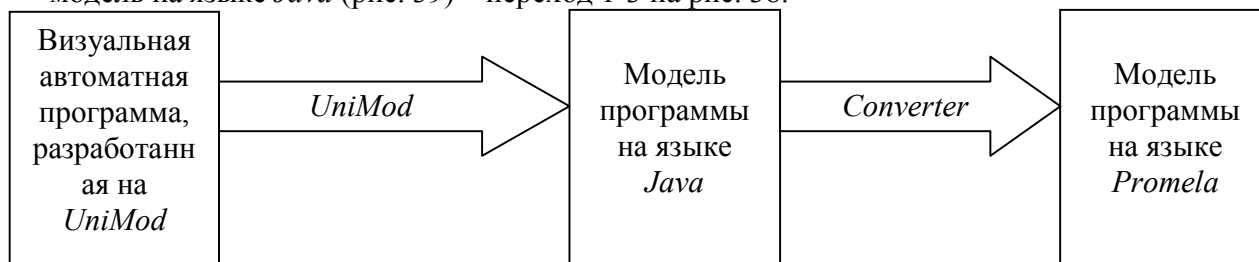 модель на языке Java (рис. 39) – переход 1-3 на рис. 38.
Визуальная
автоматная
программа,
разработанн
ая на
UniMod
UniMod
Модель
программы
на языке
Java
Converter
Модель
программы
на языке
Promela